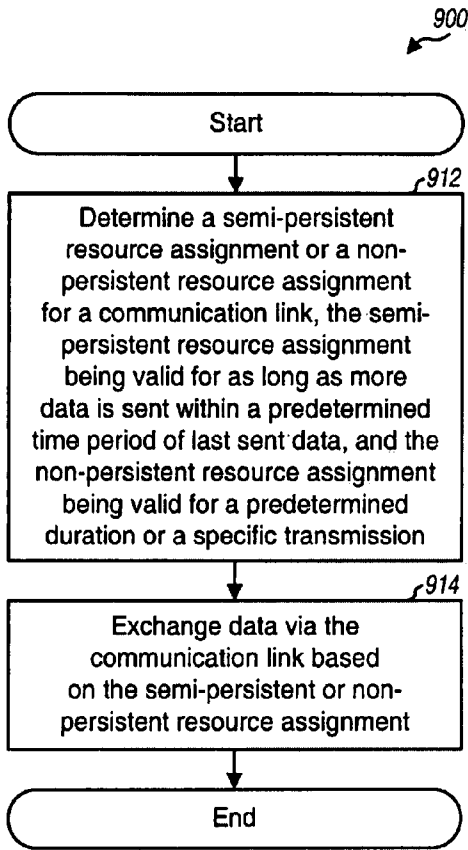 900
Start
912
Determine a semi-persistent
resource assignment or a non-
persistent resource assignment
for a communication link, the semi-
persistent resource assignment
being valid for as long as more
data is sent within a predetermined
time period of last sent data, and the
non-persistent resource assignment
being valid for a predetermined
duration or a specific transmission
914
Exchange data via the
communication link based
on the semi-persistent or non-
persistent resource assignment
End